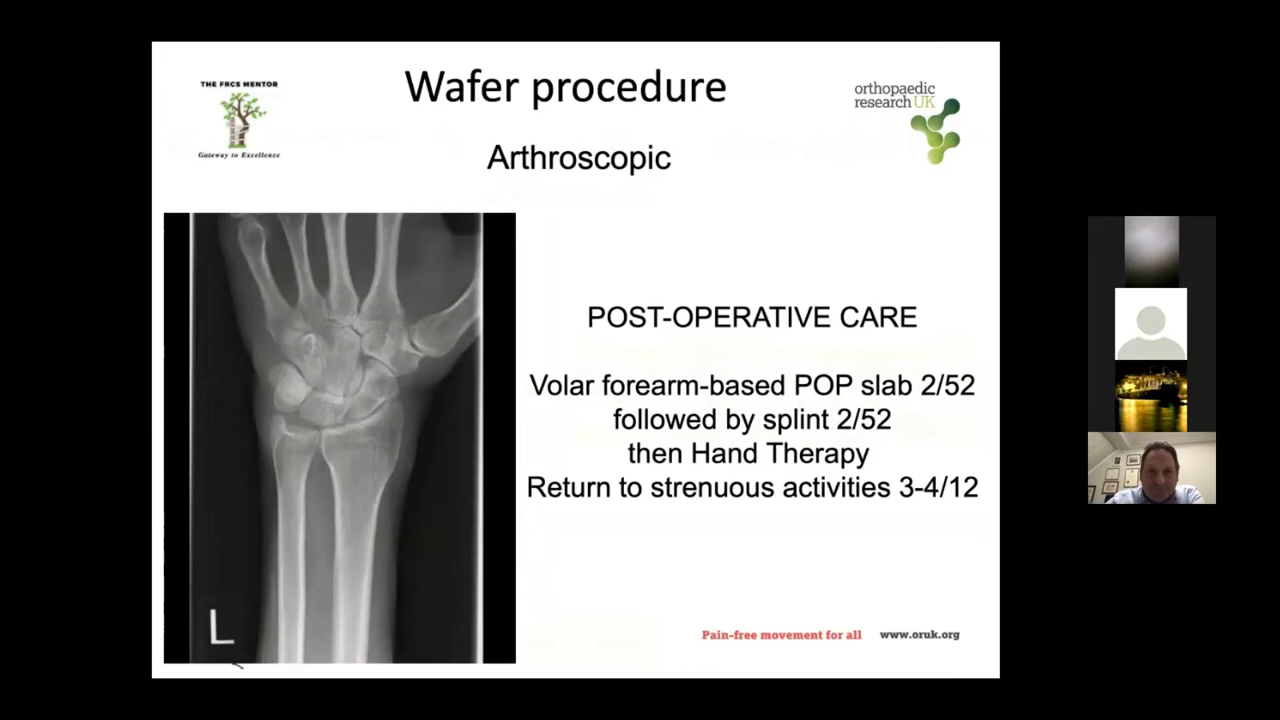 THE FRCS MENTOR
Gateway to Excellence
Wafer procedure
orthopaedic
research UK
Arthroscopic
POST-OPERATIVE CARE
Volar forearm-based POP slab 2/52
followed by splint 2/52
then Hand Therapy
Return to strenuous activities 3-4/12
L
Pain-free movement for all www.oruk.org